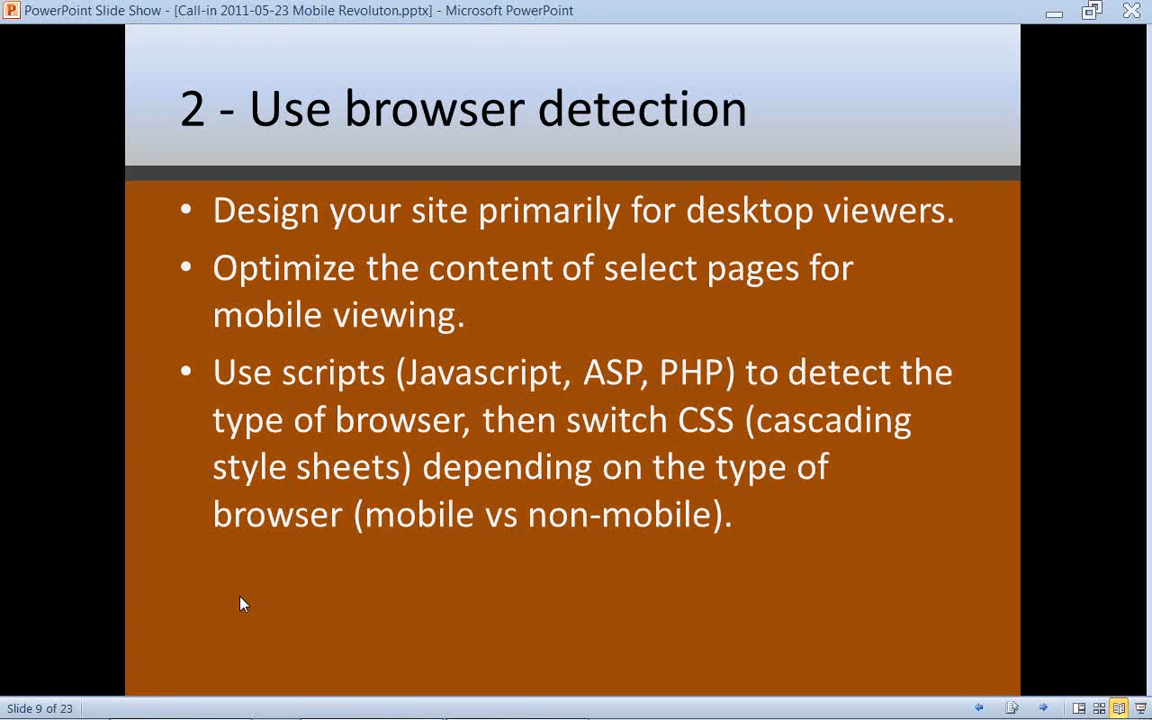 PowerPoint Slide Show - [Call-in 2011-05-23 Mobile Revoluton.pptx] - Microsoft PowerPoint
2 - Use browser detection
• Design your site primarily for desktop viewers.
• Optimize the content of select pages for
mobile viewing.
• Use scripts (Javascript, ASP, PHP) to detect the
type of browser, then switch CSS (cascading
style sheets) depending on the type of
browser (mobile vs non-mobile).
Slide 9 of 23